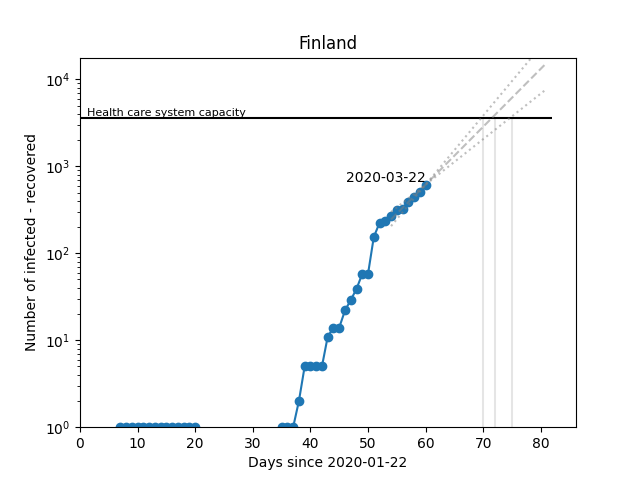 Finland
10^4
Health care system capacity
10^3
2020-03-22
10^2
10^1
10^0
Number of infected - recovered
0 10 20 30 40 50 60 70 80
Days since 2020-01-22